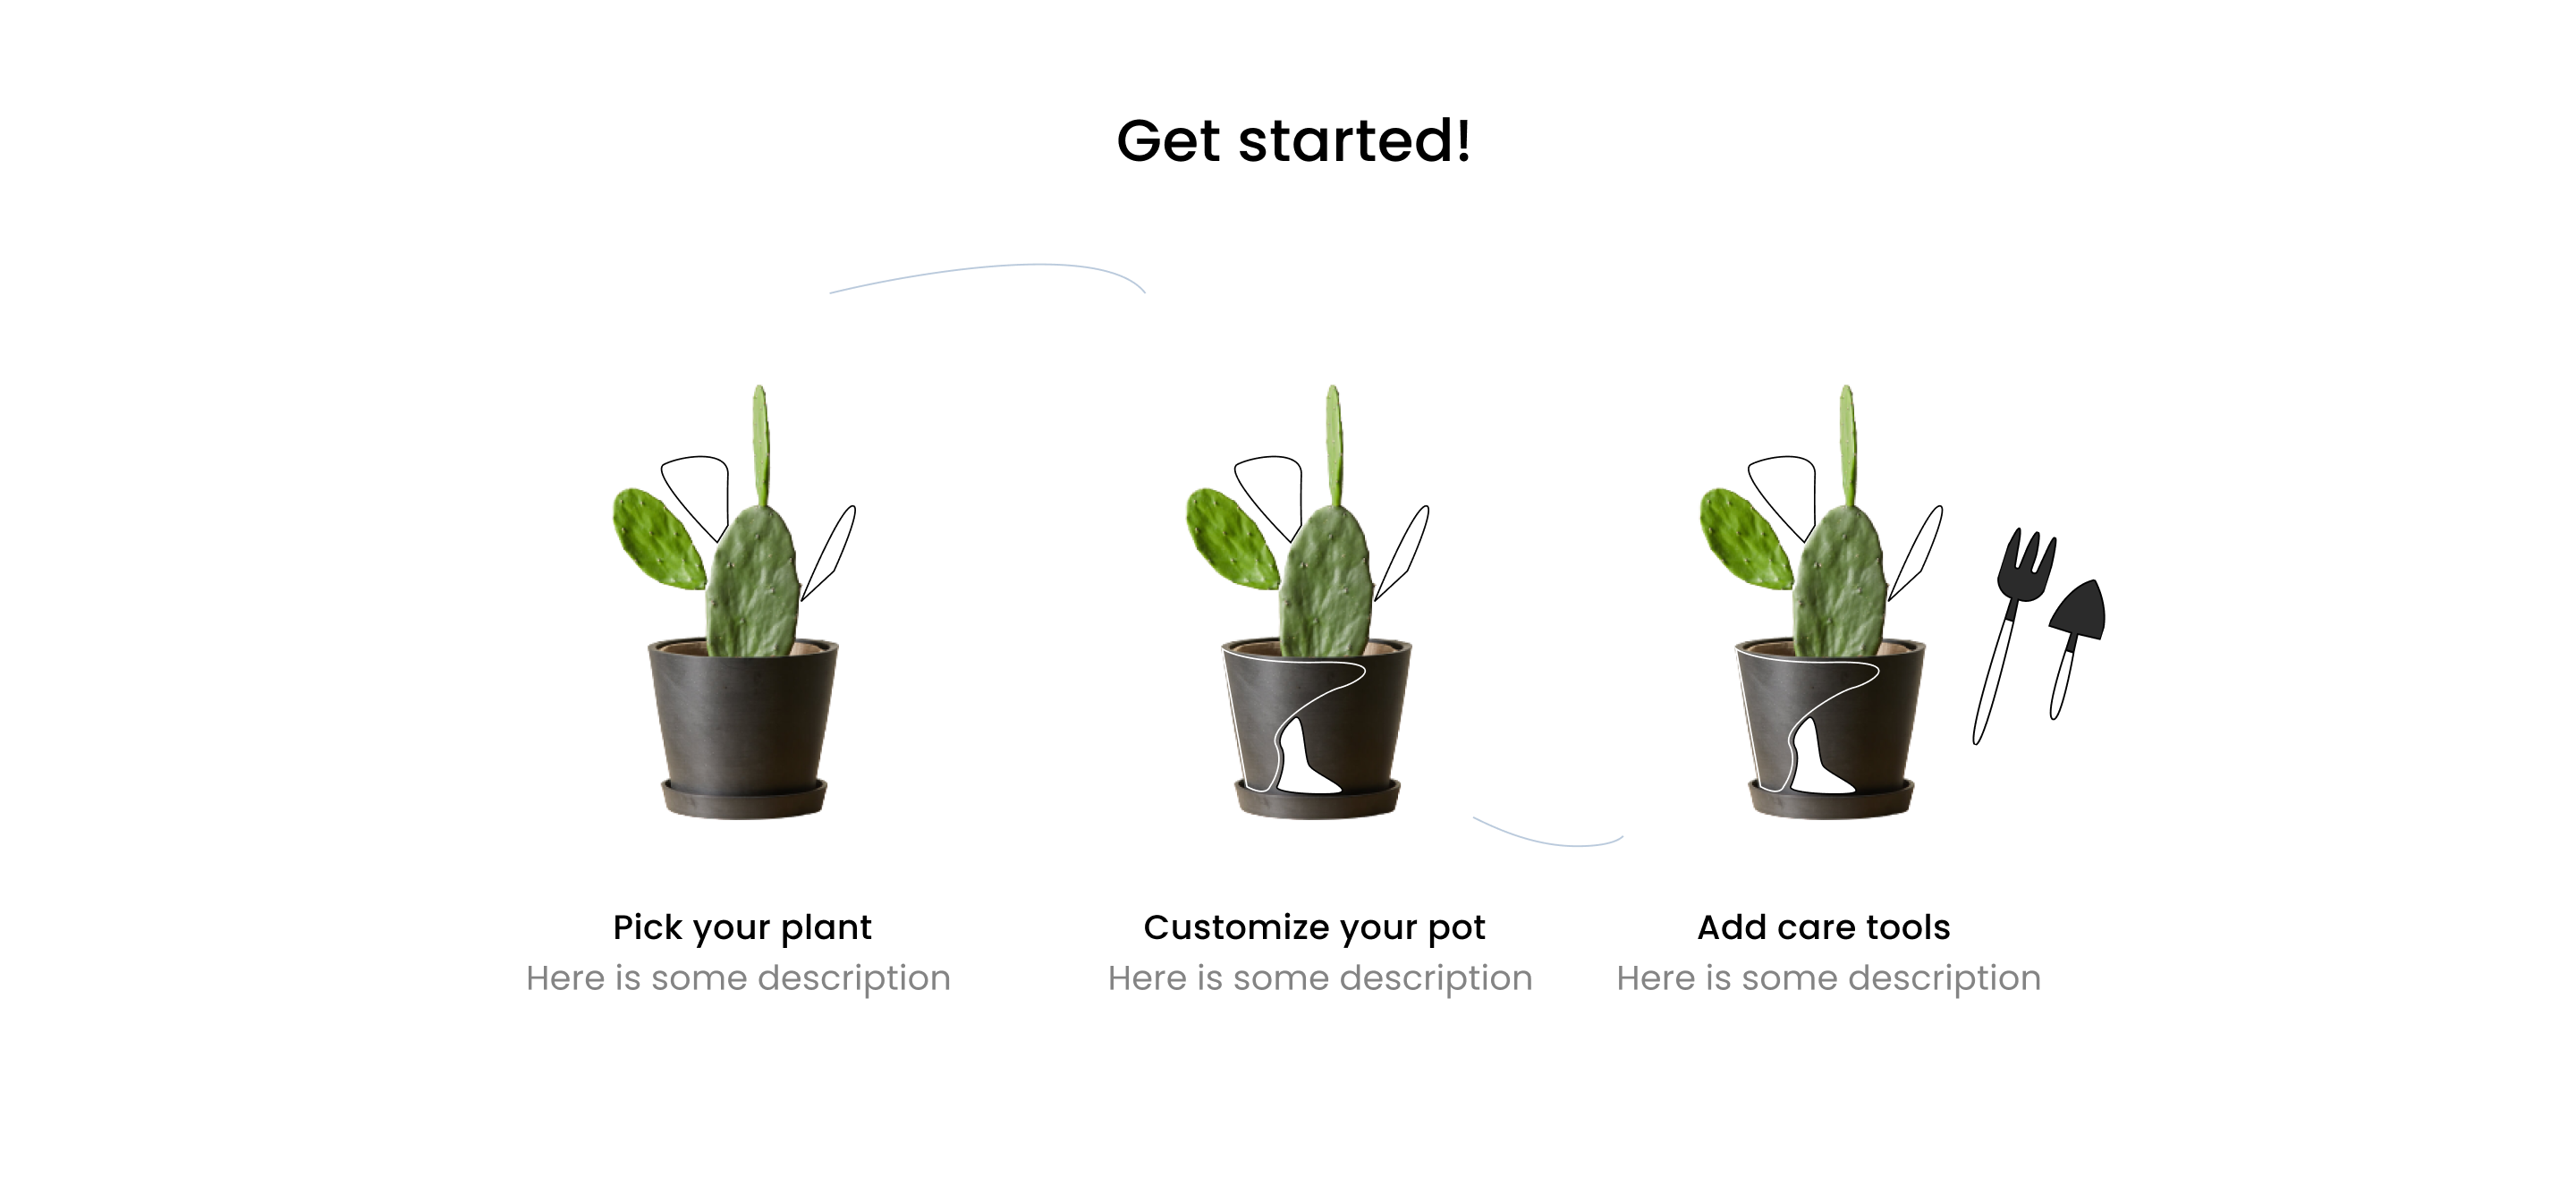 Get started!
Pick your plant
Here is some description
Customize your pot
Here is some description
Add care tools
Here is some description